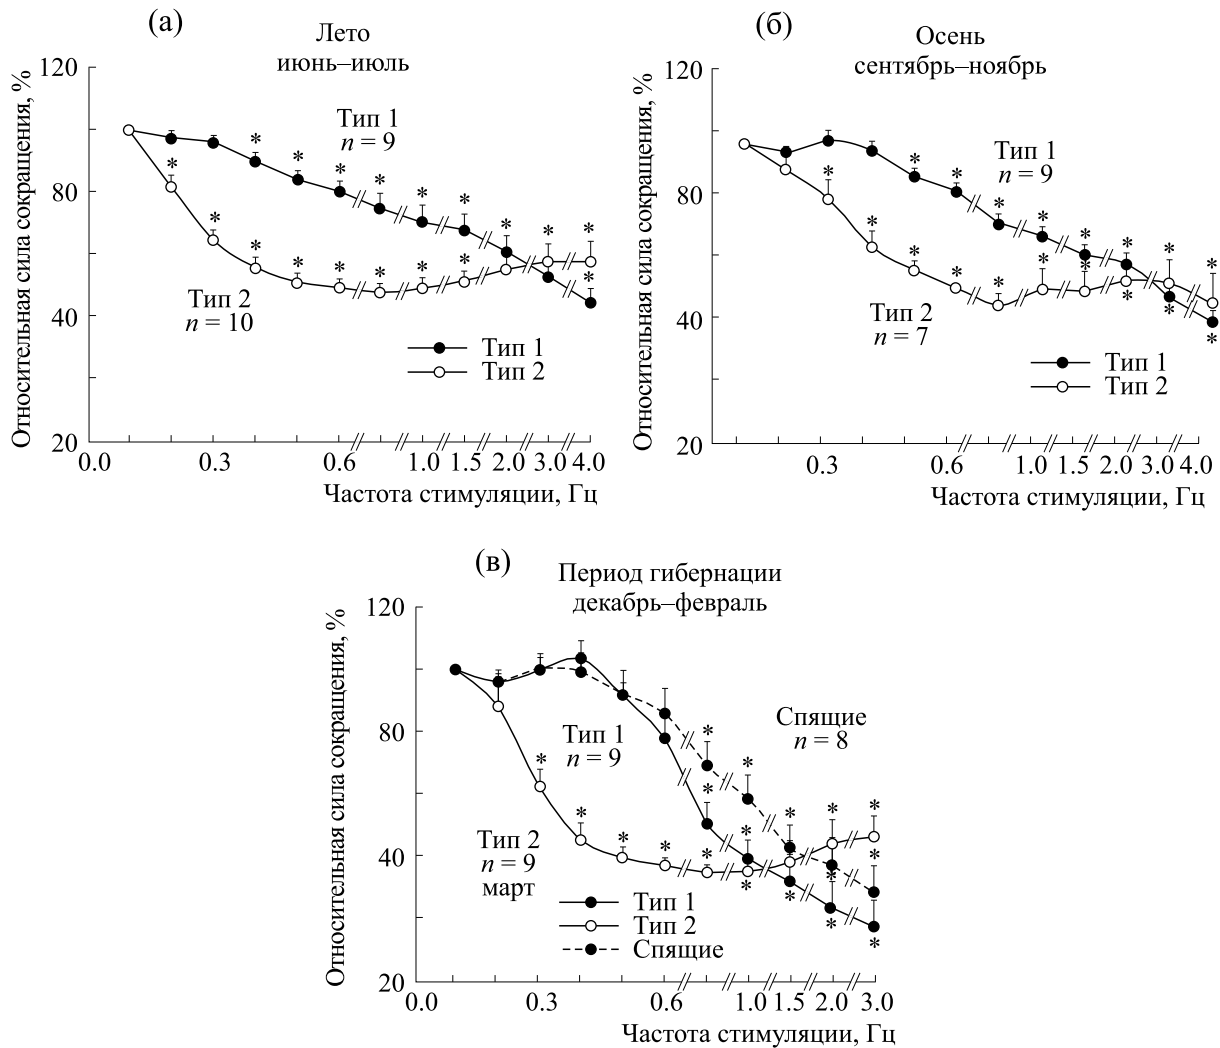 (а)
Лето
июнь–июль
Относительная сила сокращения, %
120
80
40
20
Тип 1
n = 9
* * * * * * * * *
* * * * * * * * * * *
Тип 2
n = 10
Тип 1
Тип 2
0.0 0.3 0.6 1.0 1.5 2.0 3.0 4.0
Частота стимуляции, Гц
(б)
Осень
сентябрь–ноябрь
Относительная сила сокращения, %
120
80
40
20
Тип 1
n = 9
Тип 2
n = 7
Тип 1
Тип 2
0.3 0.6 1.0 1.5 2.0 3.0 4.0
Частота стимуляции, Гц
(в)
Период гибернации
декабрь–февраль
Относительная сила сокращения, %
120
80
40
20
Тип 1
n = 9
Спящие
n = 8
Тип 2
n = 9
март
Тип 1
Тип 2
Спящие
0.0 0.3 0.6 1.0 1.5 2.0 3.0
Частота стимуляции, Гц